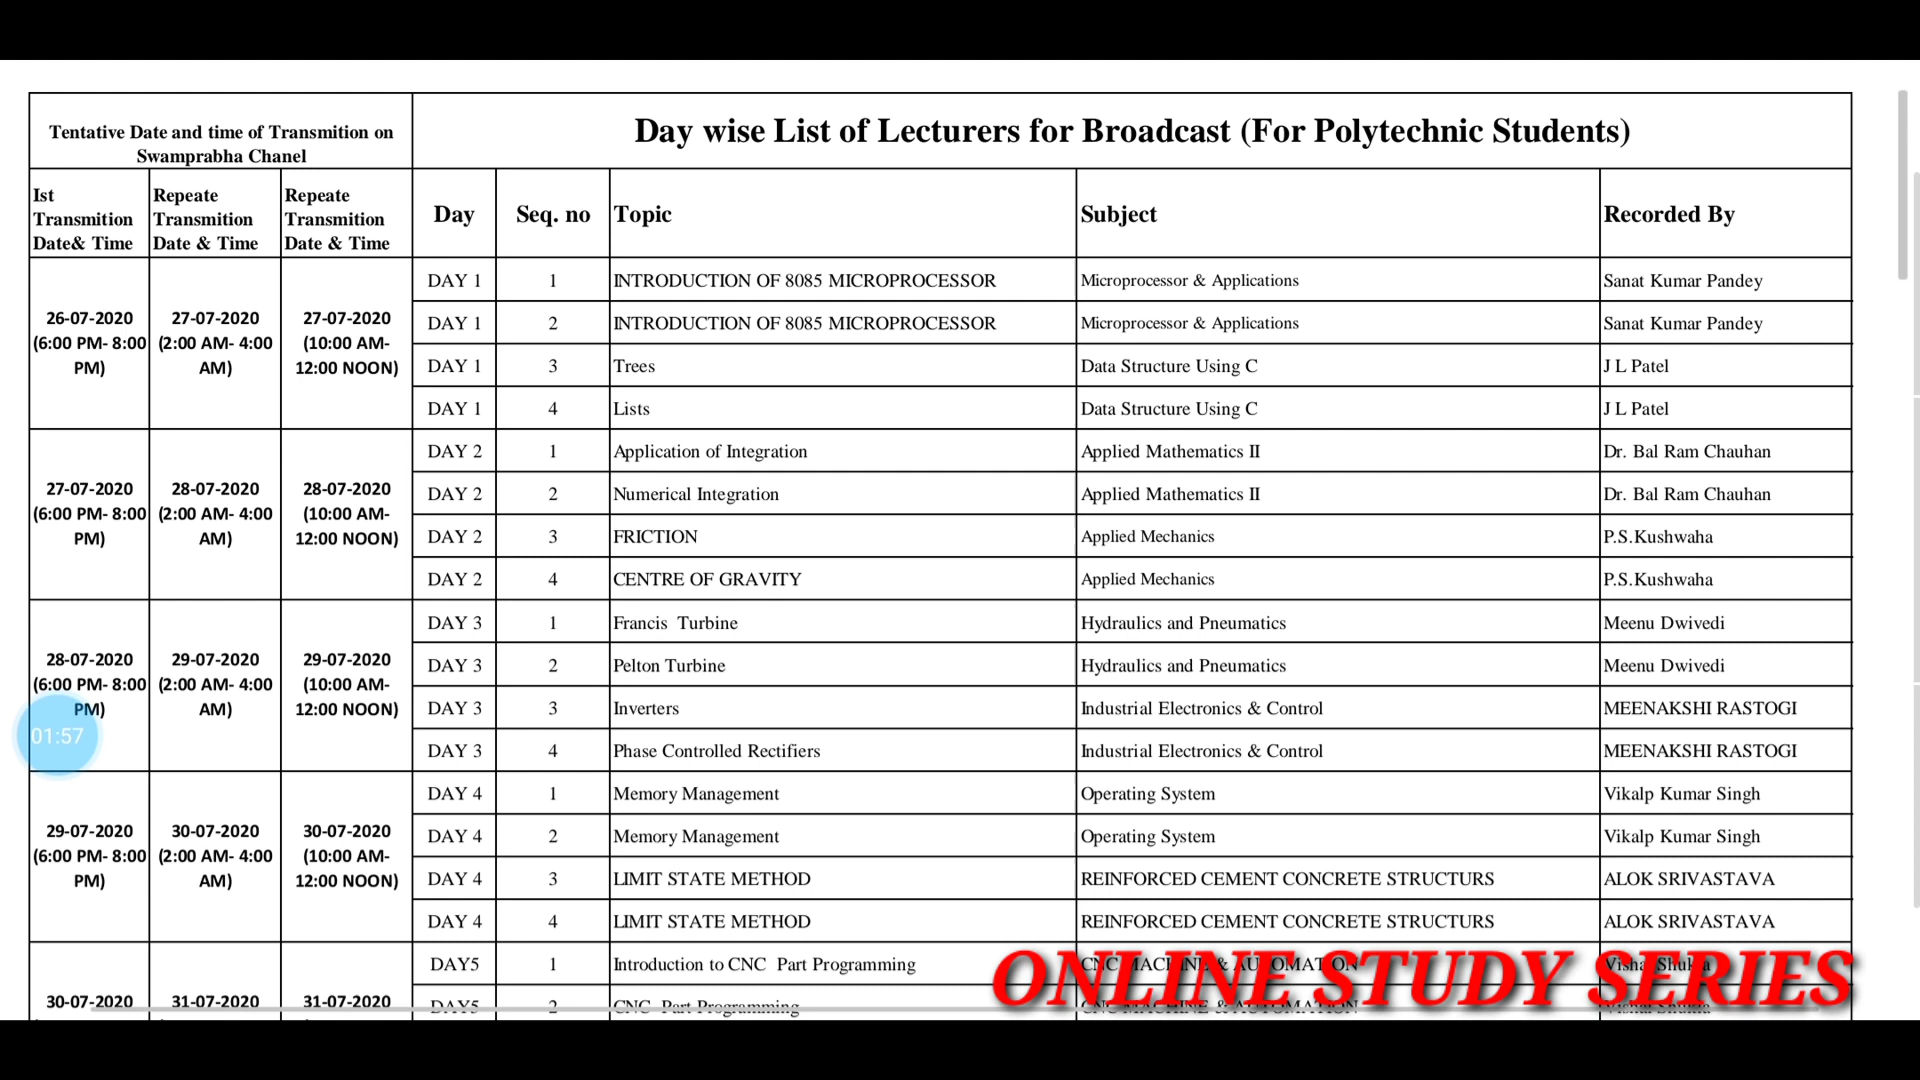 Tentative Date and time of Transmition on
Swamprabha Chanel
Day wise List of Lecturers for Broadcast (For Polytechnic Students)
Ist
Transmition
Date& Time
Repeate
Transmition
Date & Time
Repeate
Transmition
Date & Time
Day
Seq. no
Topic
Subject
Recorded By
26-07-2020
(6:00 PM- 8:00
PM)
27-07-2020
(2:00 AM- 4:00
AM)
27-07-2020
(10:00 AM-
12:00 NOON)
DAY 1 1 INTRODUCTION OF 8085 MICROPROCESSOR Microprocessor & Applications Sanat Kumar Pandey
DAY 1 2 INTRODUCTION OF 8085 MICROPROCESSOR Microprocessor & Applications Sanat Kumar Pandey
DAY 1 3 Trees Data Structure Using C J L Patel
DAY 1 4 Lists Data Structure Using C J L Patel
27-07-2020
(6:00 PM- 8:00
PM)
28-07-2020
(2:00 AM- 4:00
AM)
28-07-2020
(10:00 AM-
12:00 NOON)
DAY 2 1 Application of Integration Applied Mathematics II Dr. Bal Ram Chauhan
DAY 2 2 Numerical Integration Applied Mathematics II Dr. Bal Ram Chauhan
DAY 2 3 FRICTION Applied Mechanics P.S.Kushwaha
DAY 2 4 CENTRE OF GRAVITY Applied Mechanics P.S.Kushwaha
28-07-2020
(6:00 PM- 8:00
PM)
29-07-2020
(2:00 AM- 4:00
AM)
29-07-2020
(10:00 AM-
12:00 NOON)
DAY 3 1 Francis Turbine Hydraulics and Pneumatics Meenu Dwivedi
DAY 3 2 Pelton Turbine Hydraulics and Pneumatics Meenu Dwivedi
DAY 3 3 Inverters Industrial Electronics & Control MEENAKSHI RASTOGI
DAY 3 4 Phase Controlled Rectifiers Industrial Electronics & Control MEENAKSHI RASTOGI
01:57
29-07-2020
(6:00 PM- 8:00
PM)
30-07-2020
(2:00 AM- 4:00
AM)
30-07-2020
(10:00 AM-
12:00 NOON)
DAY 4 1 Memory Management Operating System Vikalp Kumar Singh
DAY 4 2 Memory Management Operating System Vikalp Kumar Singh
DAY 4 3 LIMIT STATE METHOD REINFORCED CEMENT CONCRETE STRUCTURS ALOK SRIVASTAVA
DAY 4 4 LIMIT STATE METHOD REINFORCED CEMENT CONCRETE STRUCTURS ALOK SRIVASTAVA
30-07-2020
31-07-2020
31-07-2020
DAY5 1 Introduction to CNC Part Programming CNC MACHINE & AUTOMATION Vishal Shukla
DAY5 2 CNC Part Programming CNC MACHINE & AUTOMATION Vishal Shukla
ONLINE STUDY SERIES